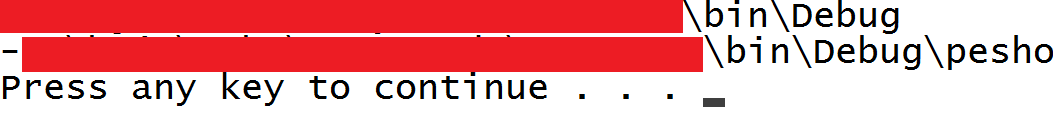 \bin\Debug
- \bin\Debug\pesho
Press any key to continue . . .